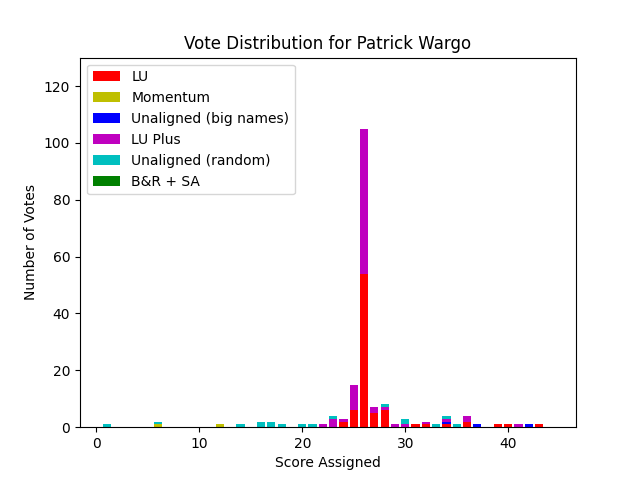 Vote Distribution for Patrick Wargo
LU
Momentum
Unaligned (big names)
LU Plus
Unaligned (random)
B&R + SA
120
100
80
60
40
20
0
Number of Votes
0 10 20 30 40
Score Assigned